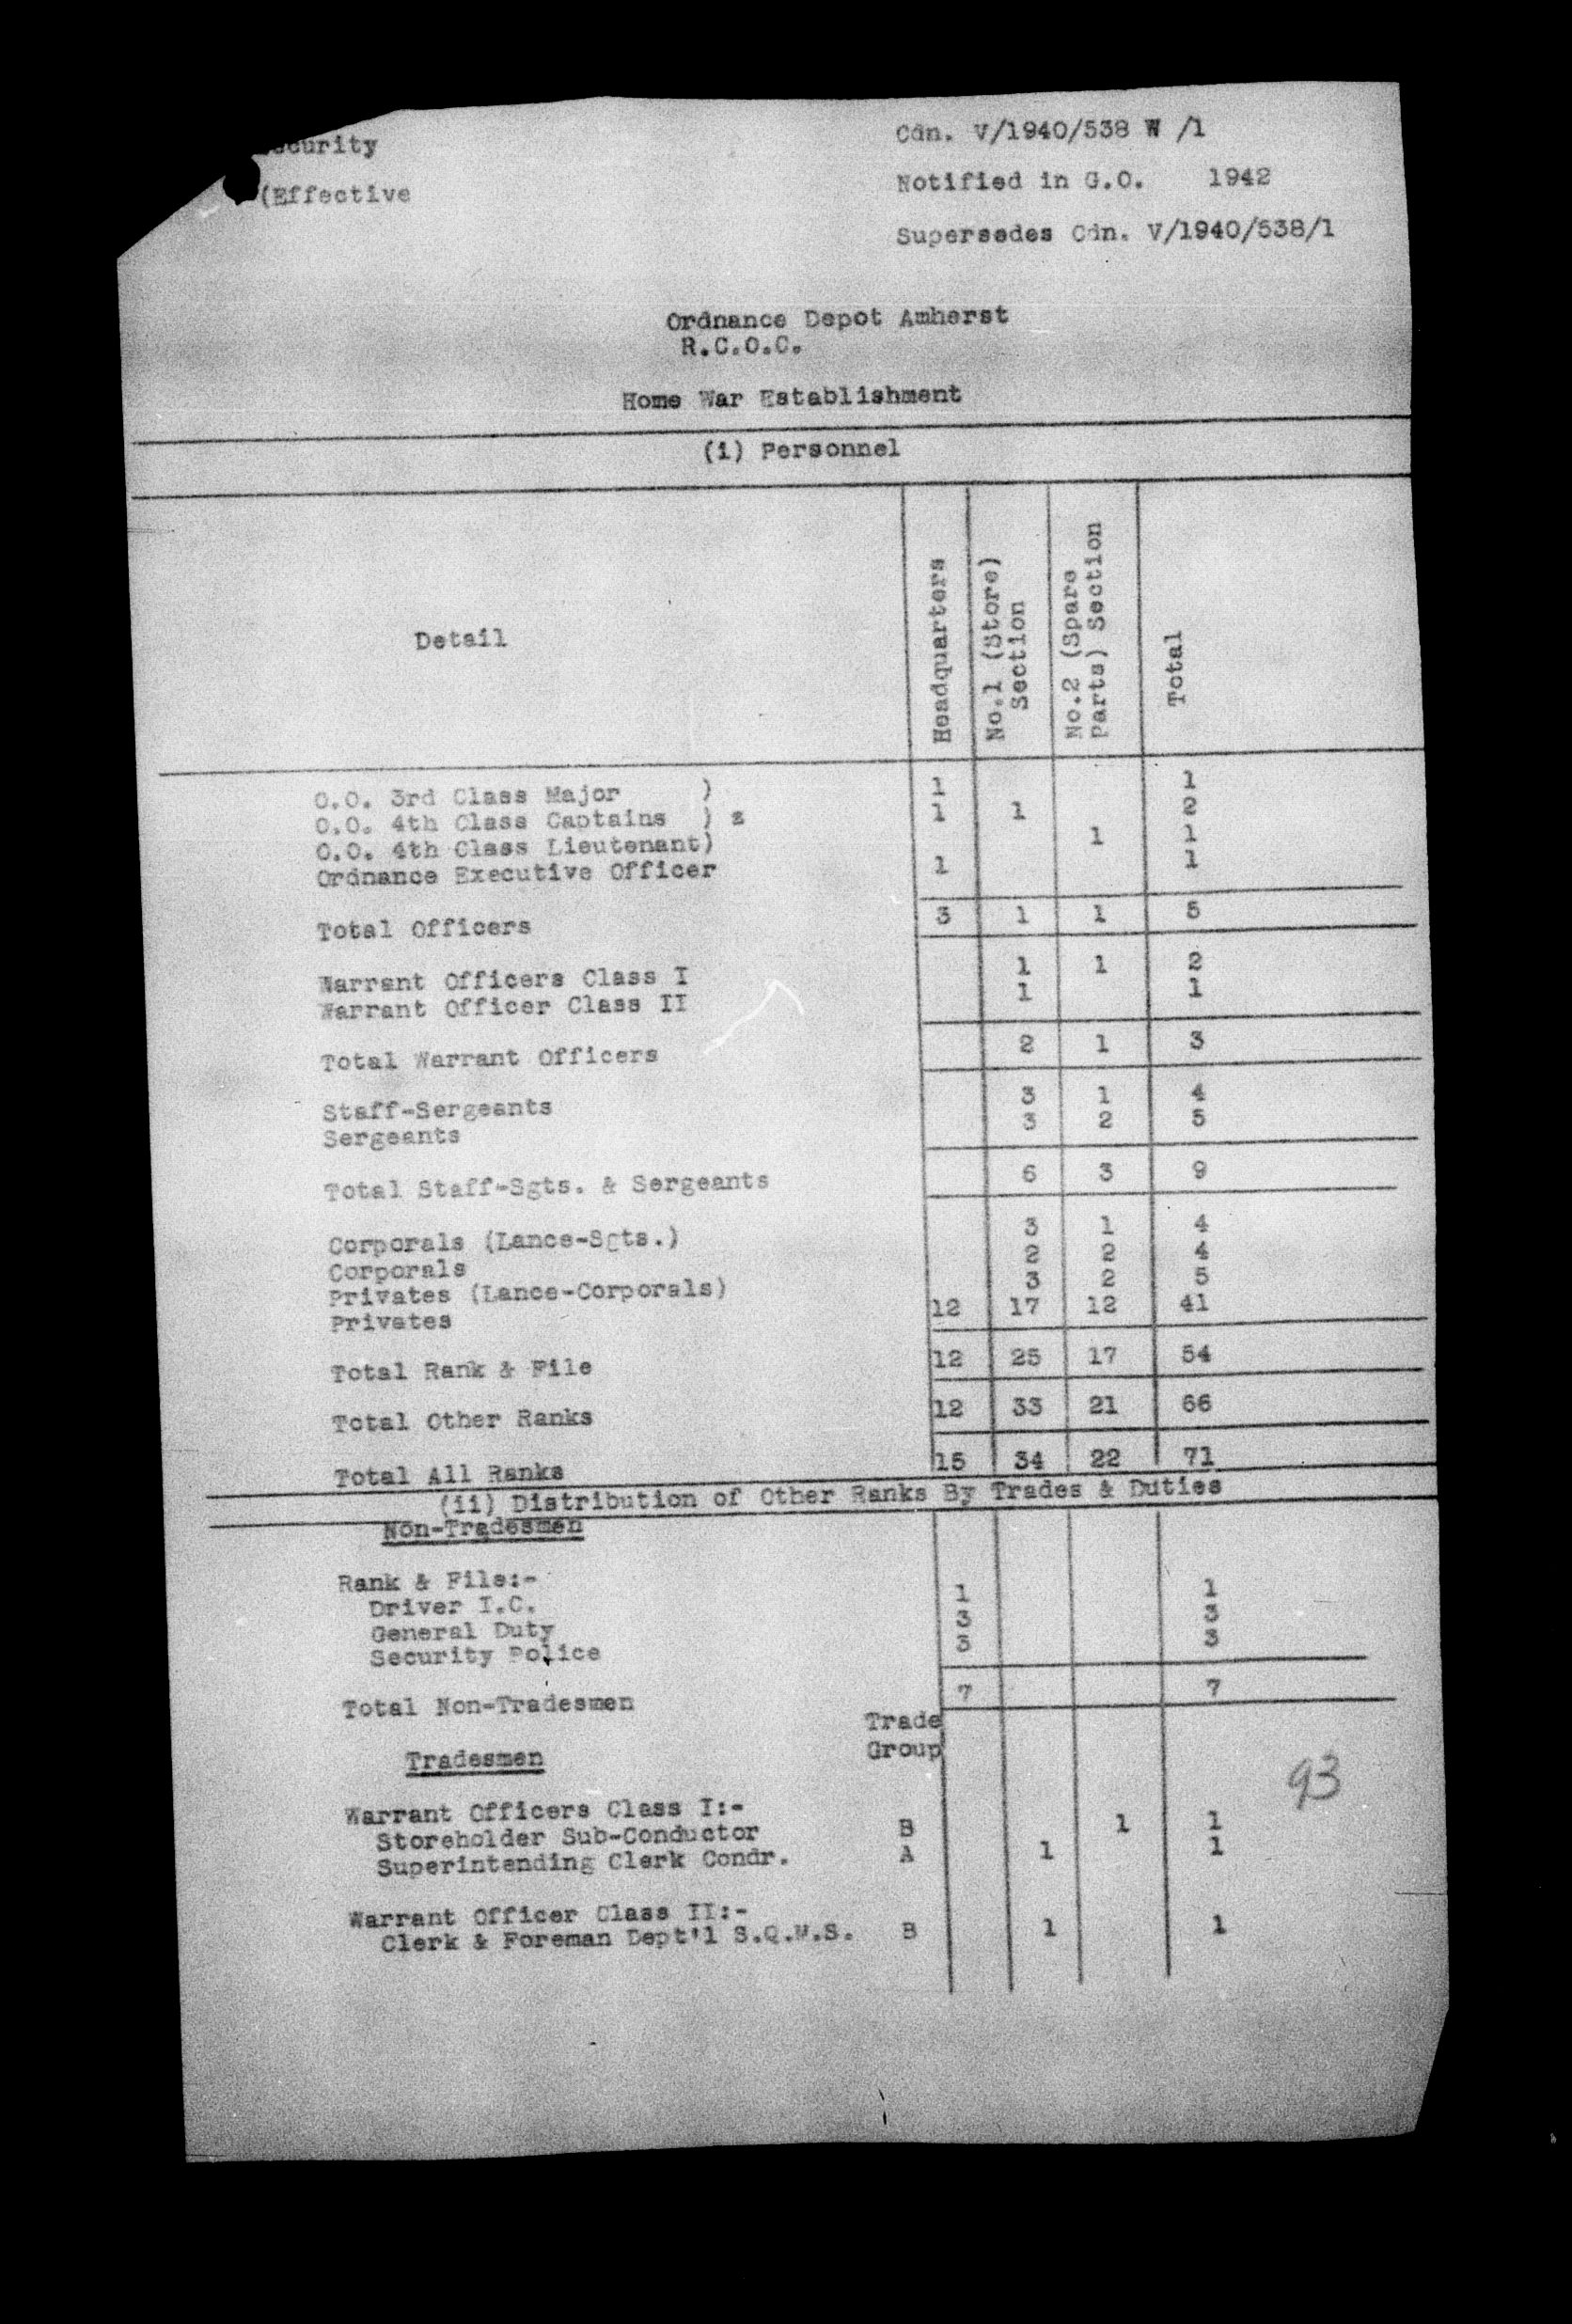 Security
Cdn. V/1940/538 W /1
(Effective
Notified in G.O. 1942
Supersedes Cdn. V/1940/538/1
Ordnance Depot Amherst
R.C.O.C.
Home War Establishment
(i) Personnel
Detail
Headquarters
No.1 (Store)
Section
No.2 (Spare
Parts) Section
Total
O.O. 3rd Class Major ) 1 1
O.O. 4th Class Captains ) z 1 1 2
O.O. 4th Class Lieutenant) 1 1
Ordnance Executive Officer 1 1
Total Officers 3 1 1 5
Warrant Officers Class I 1 1 2
Warrant Officer Class II 1 1
Total Warrant Officers 2 1 3
Staff-Sergeants 3 1 4
Sergeants 3 2 5
Total Staff-Sgts. & Sergeants 6 3 9
Corporals (Lance-Sgts.) 3 1 4
Corporals 2 2 4
Privates (Lance-Corporals) 3 2 5
Privates 12 17 12 41
Total Rank & File 12 25 17 54
Total Other Ranks 12 33 21 66
Total All Ranks 15 34 22 71
(ii) Distribution of Other Ranks By Trades & Duties
Non-Tradesmen
Rank & File:-
Driver I.C. 1 1
General Duty 3 3
Security Police 3 3
Total Non-Tradesmen 7 7
Trade
Group
Tradesmen
93
Warrant Officers Class I:-
Storeholder Sub-Conductor B 1 1
Superintending Clerk Condr. A 1 1
Warrant Officer Class II:-
Clerk & Foreman Dept'l S.Q.M.S. B 1 1